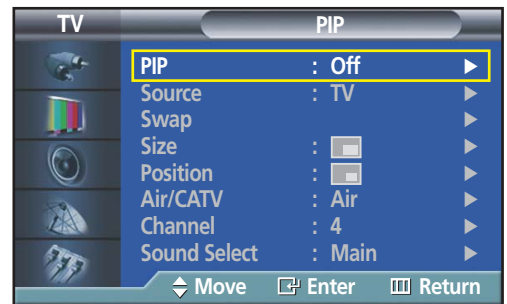 TV PIP
PIP : Off
Source : TV
Swap
Size :
Position :
Air/CATV : Air
Channel : 4
Sound Select : Main
Move Enter Return